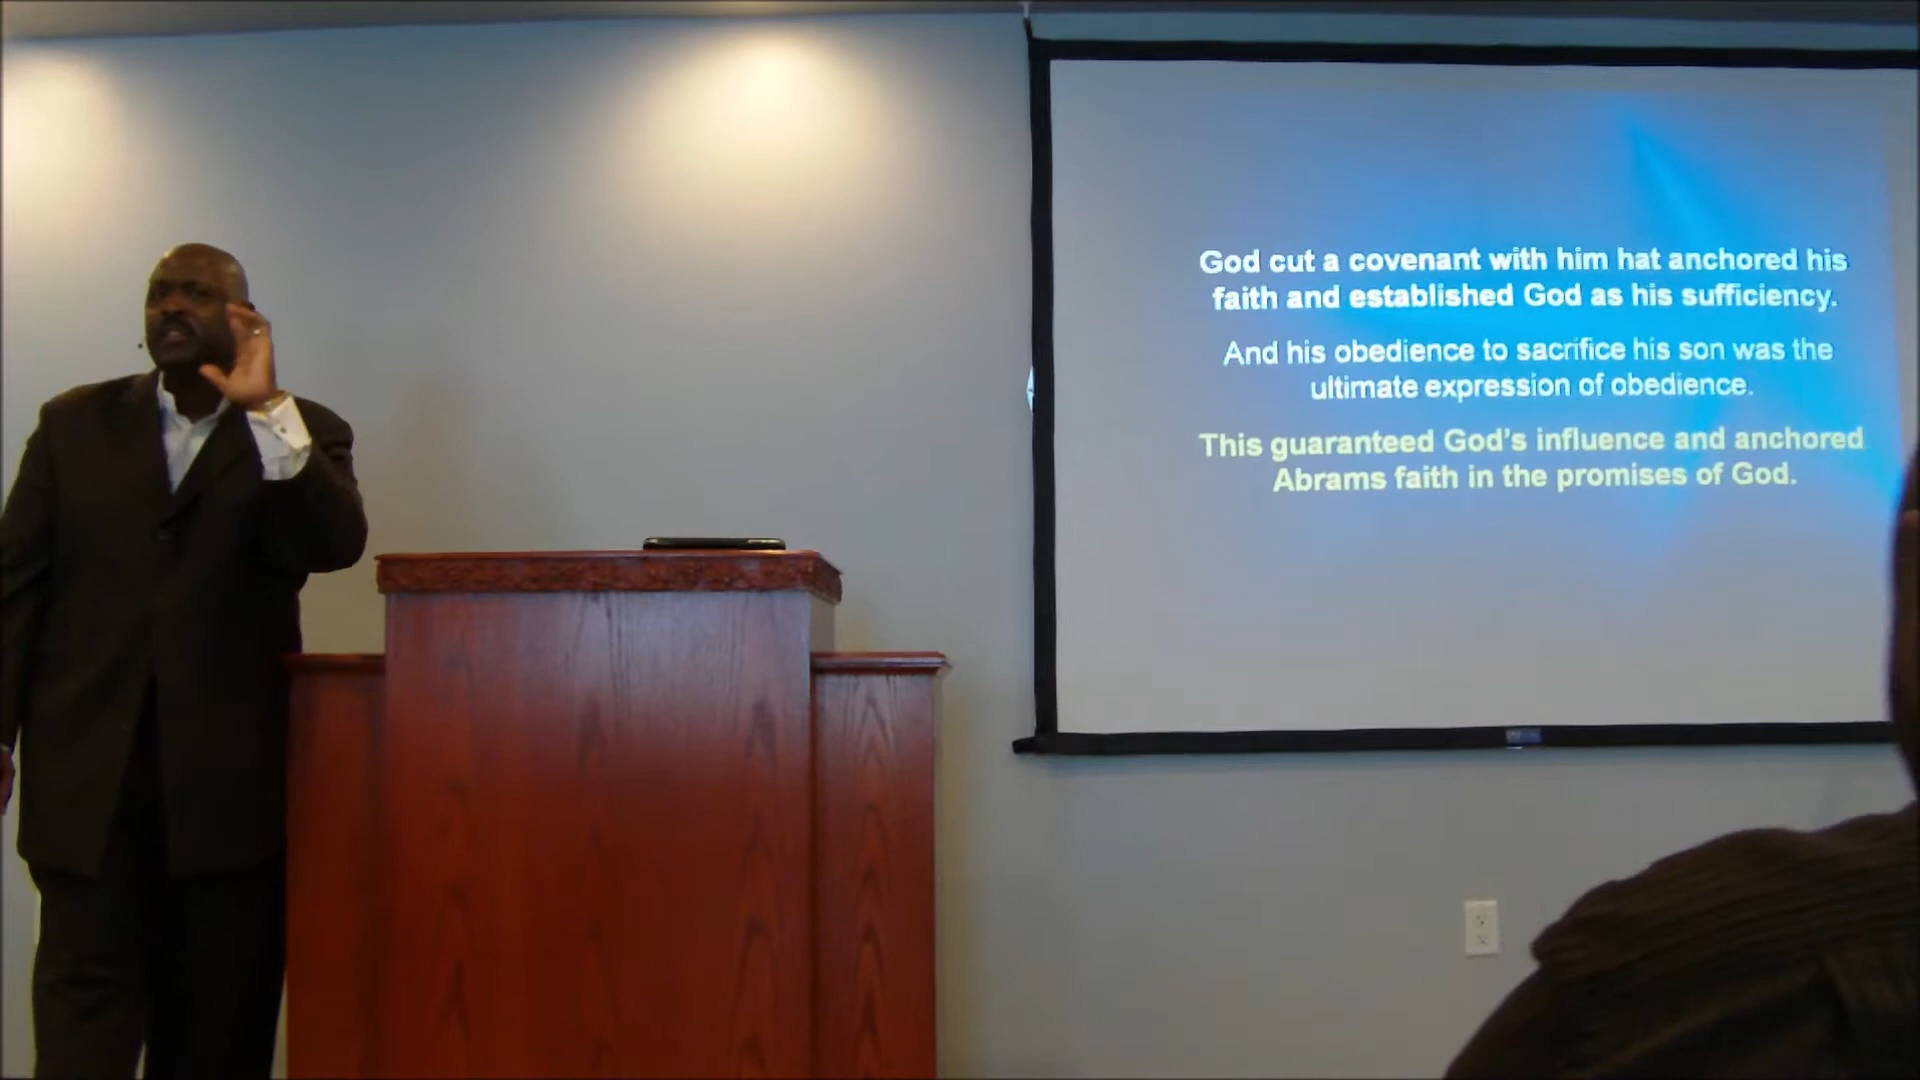 God cut a covenant with him hat anchored his
faith and established God as his sufficiency.
And his obedience to sacrifice his son was the
ultimate expression of obedience.
This guaranteed God's influence and anchored
Abrams faith in the promises of God.